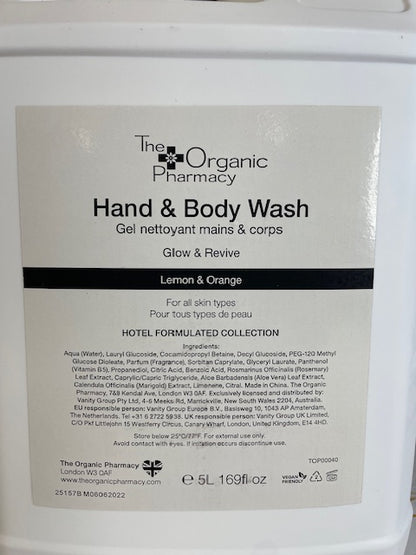 The Organic
Pharmacy
Hand & Body Wash
Gel nettoyant mains & corps
Glow & Revive
Lemon & Orange
For all skin types
Pour tous types de peau
HOTEL FORMULATED COLLECTION
Ingredients:
Aqua (Water), Lauryl Glucoside, Cocamidopropyl Betaine, Decyl Glucoside, PEG-120 Methyl
Glucose Dioleate, Parfum (Fragrance), Sorbitan Caprylate, Glyceryl Laurate, Panthenol
(Vitamin B5), Propanediol, Citric Acid, Benzoic Acid, Rosmarinus Officinalis (Rosemary)
Leaf Extract, Caprylic/Capric Triglyceride, Aloe Barbadensis (Aloe Vera) Leaf Extract,
Calendula Officinalis (Marigold) Extract, Limonene, Citral. Made in China. The Organic
Pharmacy, 7&8 Kendal Ave, London W3 0AF. Exclusively licensed and distributed by:
Vanity Group Pty Ltd, 4-6 Meeks Rd, Marrickville, New South Wales 2204, Australia.
EU responsible person: Vanity Group Europe B.V., Basisweg 10, 1043 AP Amsterdam,
The Netherlands. Tel +31 6 2722 5938. UK responsible person: Vanity Group UK Limited,
C/O Pkf Littlejohn 15 Westferry Circus, Canary Wharf, London, United Kingdom, E14 4HD.
Store below 25°C/77°F. For external use only.
Avoid contact with eyes. If irritation occurs discontinue use.
TOP00040
The Organic Pharmacy
London W3 0AF
www.theorganicpharmacy.com
℮ 5L 169fl oz
VEGAN
FRIENDLY
25157B M08062022